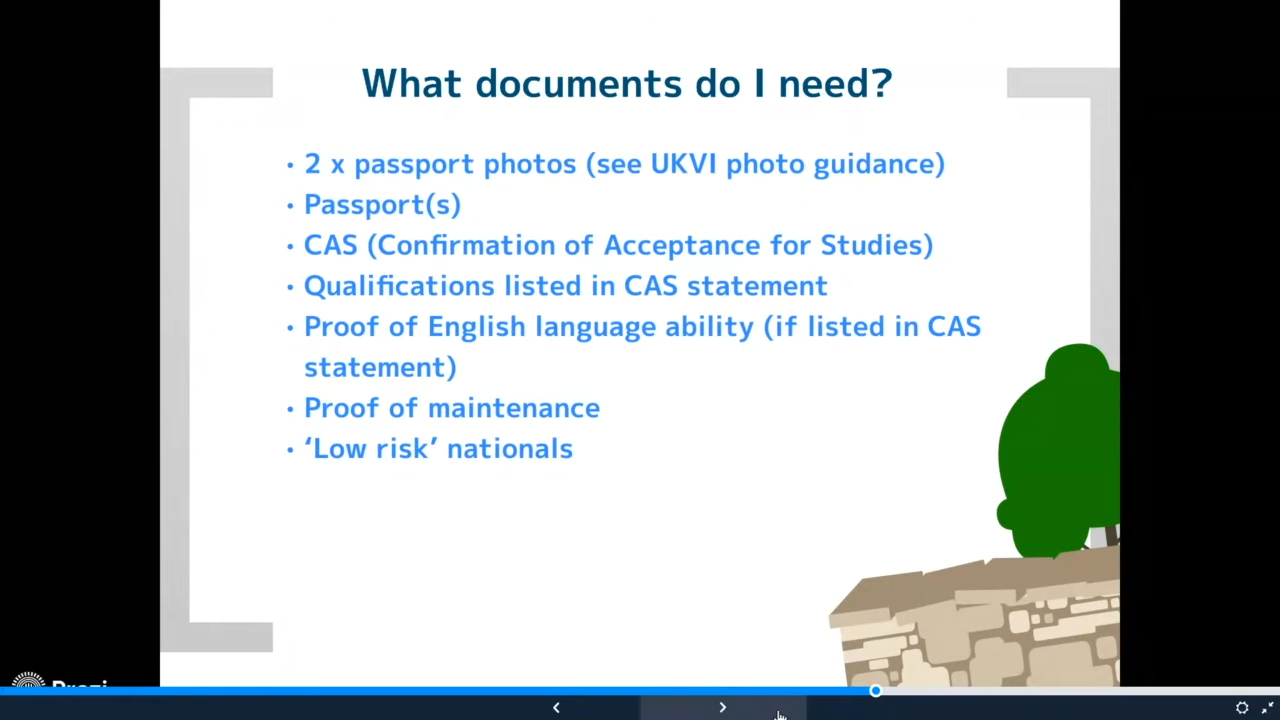 What documents do I need?
• 2 x passport photos (see UKVI photo guidance)
• Passport(s)
• CAS (Confirmation of Acceptance for Studies)
• Qualifications listed in CAS statement
• Proof of English language ability (if listed in CAS
statement)
• Proof of maintenance
• ‘Low risk’ nationals
Prezi